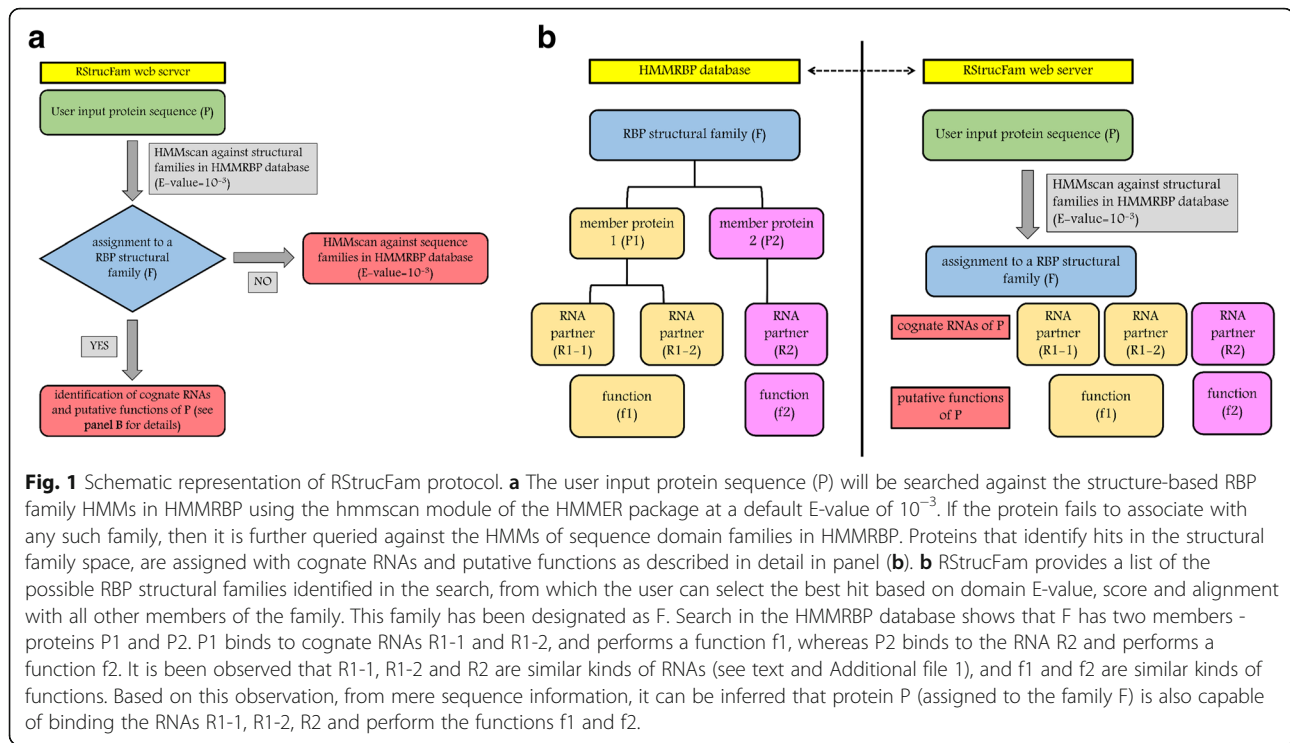 a
RStrucFam web server
User input protein sequence (P)
HMMscan against structural
families in HMMRBP database
(E-value=10⁻³)
assignment to a
RBP structural
family (F)
NO
HMMscan against sequence
families in HMMRBP database
(E-value=10⁻³)
YES
identification of cognate RNAs
and putative functions of P (see
panel B for details)
b
HMMRBP database
RBP structural family (F)
member protein
1 (P1)
member protein
2 (P2)
RNA
partner
(R1-1)
RNA
partner
(R1-2)
RNA
partner
(R2)
function
(f1)
function
(f2)
RStrucFam web server
User input protein sequence (P)
HMMscan against structural
families in HMMRBP database
(E-value=10⁻³)
assignment to a RBP structural
family (F)
cognate RNAs of P
RNA
partner
(R1-1)
RNA
partner
(R1-2)
RNA
partner
(R2)
putative functions
of P
function
(f1)
function
(f2)
Fig. 1 Schematic representation of RStrucFam protocol. a The user input protein sequence (P) will be searched against the structure-based RBP
family HMMs in HMMRBP using the hmmscan module of the HMMER package at a default E-value of 10⁻³. If the protein fails to associate with
any such family, then it is further queried against the HMMs of sequence domain families in HMMRBP. Proteins that identify hits in the structural
family space, are assigned with cognate RNAs and putative functions as described in detail in panel (b). b RStrucFam provides a list of the
possible RBP structural families identified in the search, from which the user can select the best hit based on domain E-value, score and alignment
with all other members of the family. This family has been designated as F. Search in the HMMRBP database shows that F has two members -
proteins P1 and P2. P1 binds to cognate RNAs R1-1 and R1-2, and performs a function f1, whereas P2 binds to the RNA R2 and performs a
function f2. It is been observed that R1-1, R1-2 and R2 are similar kinds of RNAs (see text and Additional file 1), and f1 and f2 are similar kinds of
functions. Based on this observation, from mere sequence information, it can be inferred that protein P (assigned to the family F) is also capable
of binding the RNAs R1-1, R1-2, R2 and perform the functions f1 and f2.